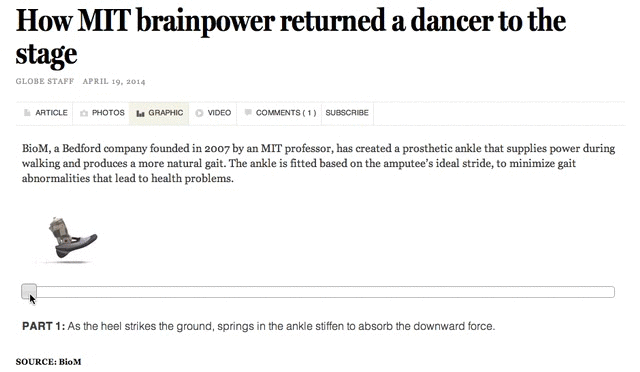 How MIT brainpower returned a dancer to the
stage
GLOBE STAFF APRIL 19, 2014
ARTICLE PHOTOS GRAPHIC VIDEO COMMENTS ( 1 ) SUBSCRIBE
BioM, a Bedford company founded in 2007 by an MIT professor, has created a prosthetic ankle that supplies power during
walking and produces a more natural gait. The ankle is fitted based on the amputee’s ideal stride, to minimize gait
abnormalities that lead to health problems.
PART 1: As the heel strikes the ground, springs in the ankle stiffen to absorb the downward force.
SOURCE: BioM